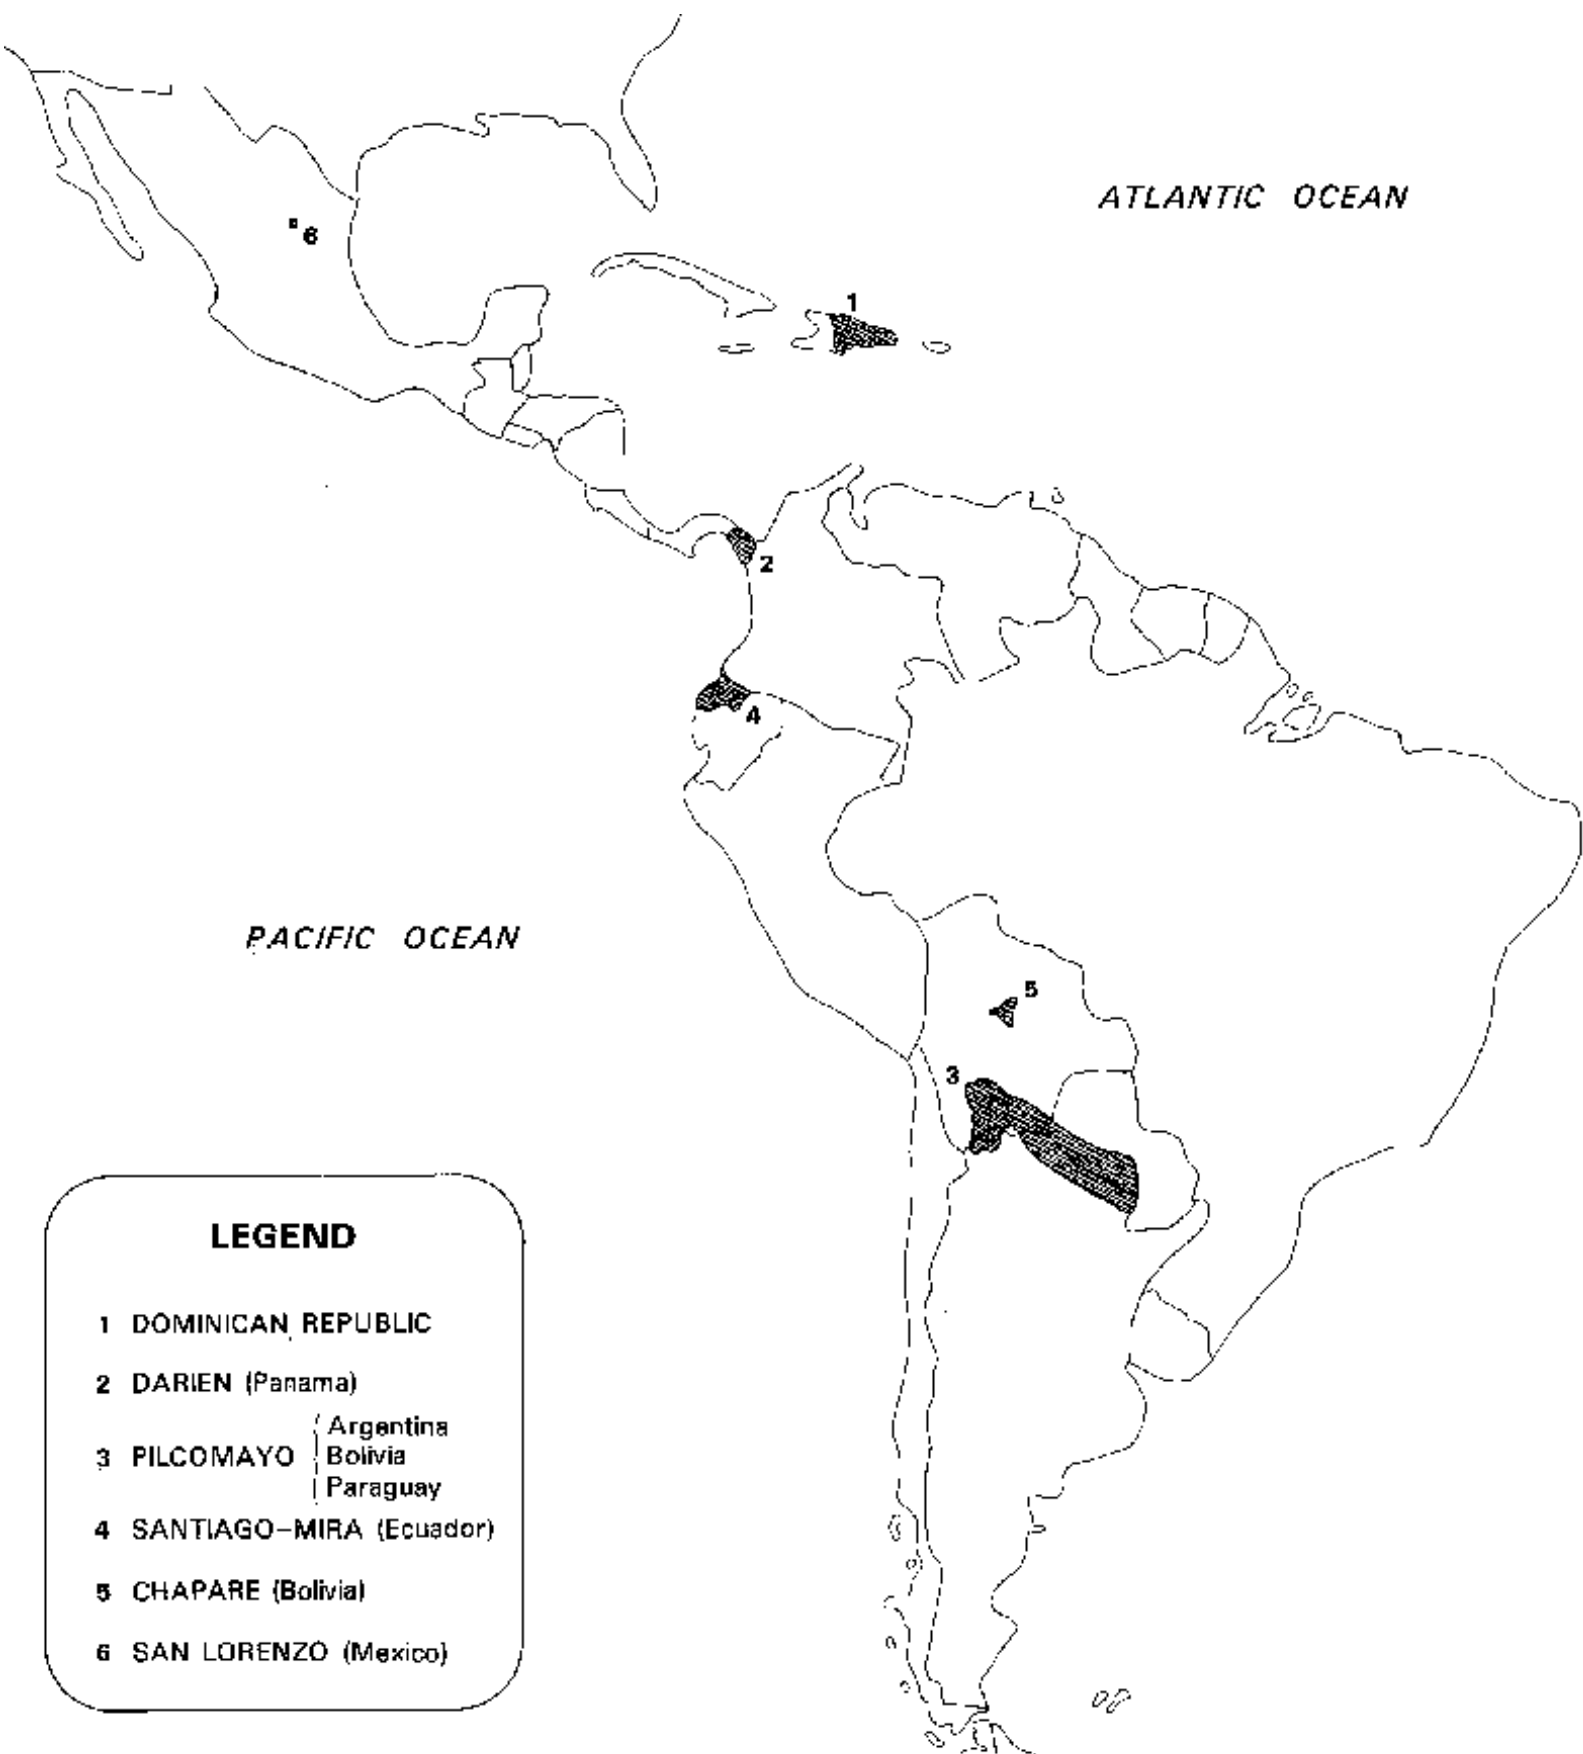 ATLANTIC OCEAN
6
1
2
4
PACIFIC OCEAN
5
3
LEGEND
1 DOMINICAN REPUBLIC
2 DARIEN (Panama)
3 PILCOMAYO
Argentina
Bolivia
Paraguay
4 SANTIAGO-MIRA (Ecuador)
5 CHAPARE (Bolivia)
6 SAN LORENZO (Mexico)